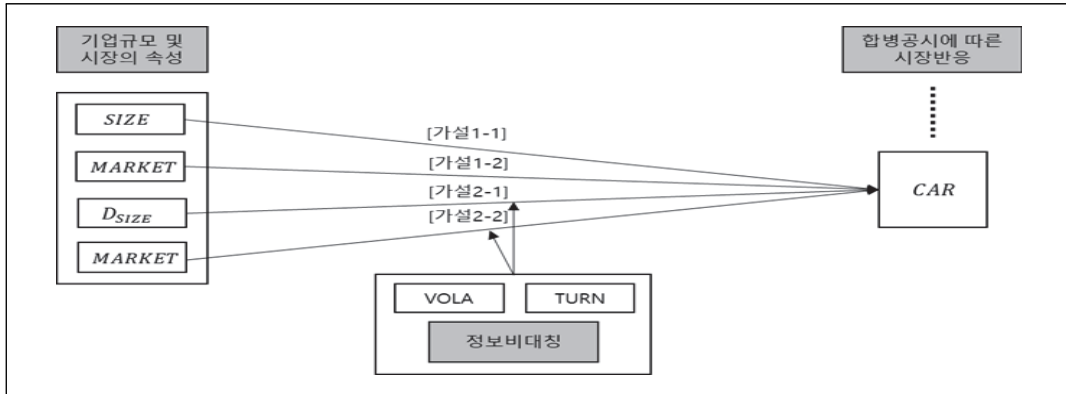 기업규모 및
시장의 속성
합병공시에 따른
시장반응
SIZE
[가설1-1]
MARKET
[가설1-2]
[가설2-1]
CAR
D_SIZE
[가설2-2]
MARKET
VOLA
TURN
정보비대칭